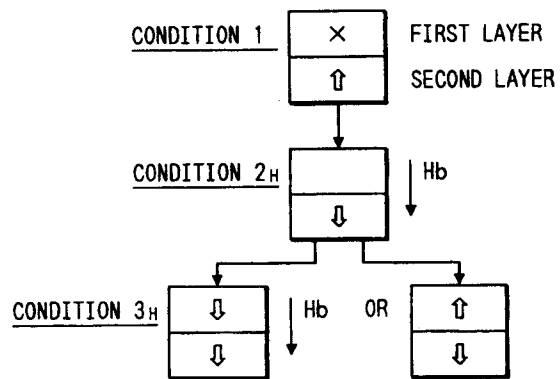 CONDITION 1 × FIRST LAYER
⇧ SECOND LAYER
CONDITION 2H Hb
⇩
CONDITION 3H ⇩ Hb OR ⇧
⇩ ⇩